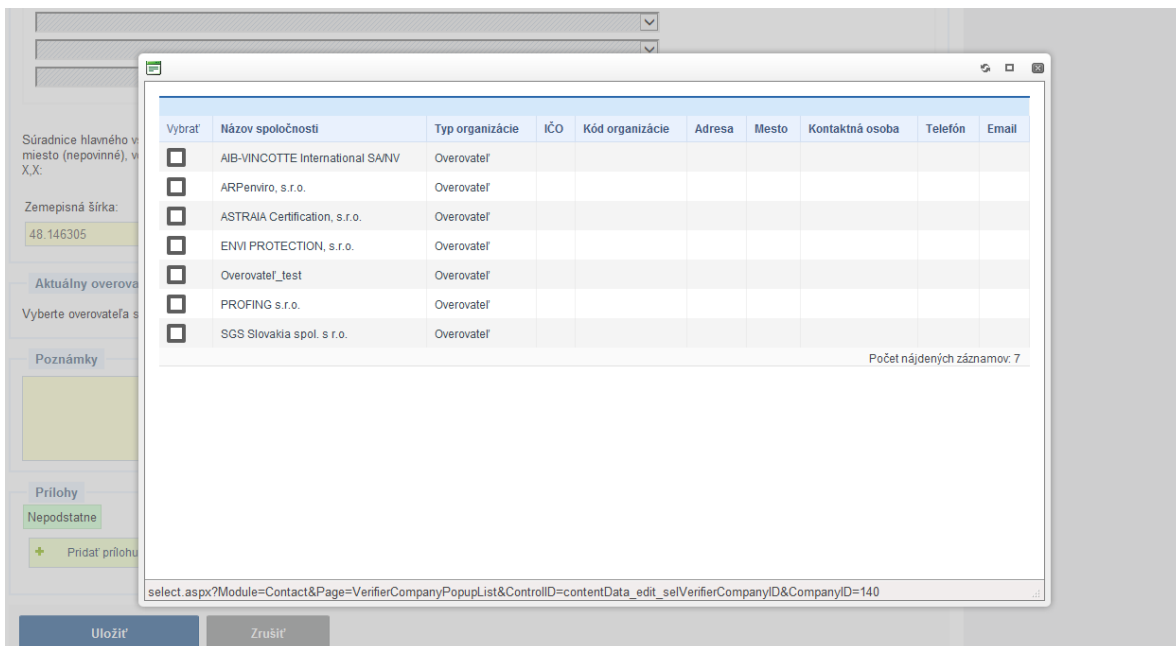 Súradnice hlavného v
miesto (nepovinné), v
X,X:
Zemepisná šírka:
48.146305
Aktuálny overova
Vyberte overovateľa s
Poznámky
Prílohy
Nepodstatne
Pridať prílohu
Uložiť
Zrušiť
Vybrať Názov spoločnosti Typ organizácie IČO Kód organizácie Adresa Mesto Kontaktná osoba Telefón Email
AIB-VINCOTTE International SA/NV Overovateľ
ARPenviro, s.r.o. Overovateľ
ASTRAIA Certification, s.r.o. Overovateľ
ENVI PROTECTION, s.r.o. Overovateľ
Overovateľ_test Overovateľ
PROFING s.r.o. Overovateľ
SGS Slovakia spol. s r.o. Overovateľ
Počet nájdených záznamov: 7
select.aspx?Module=Contact&Page=VerifierCompanyPopupList&ControlID=contentData_edit_selVerifierCompanyID&CompanyID=140